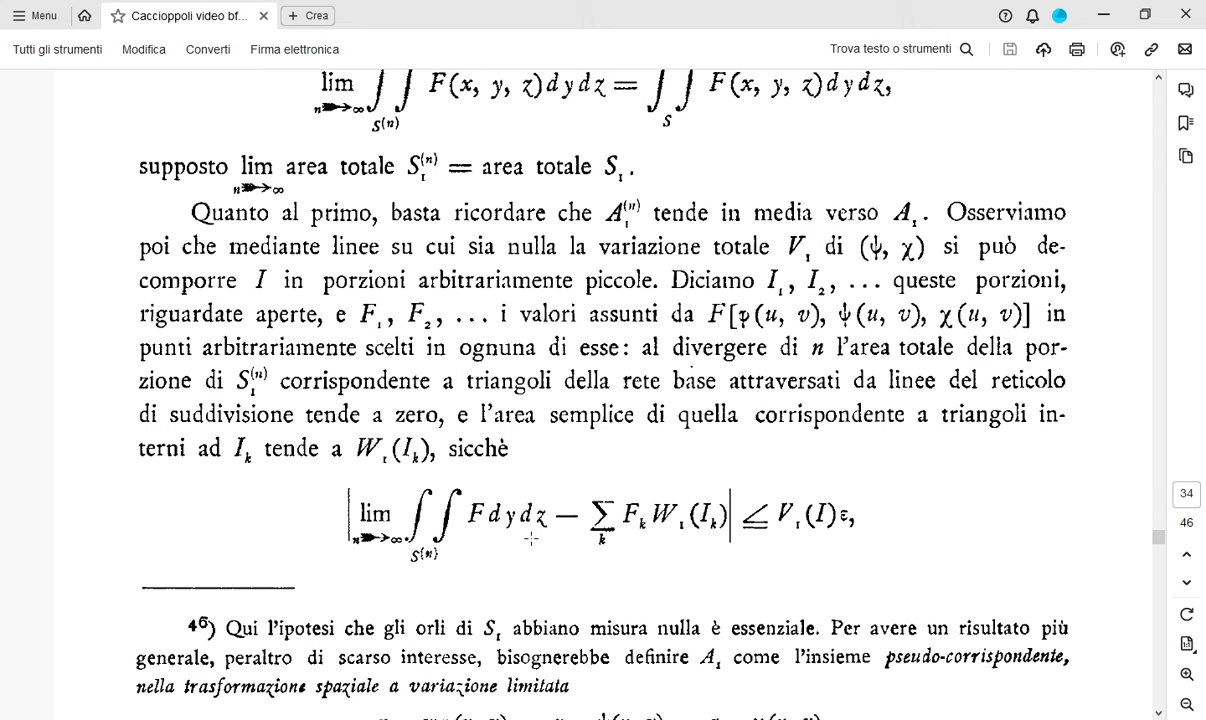 Menu Caccioppoli video bf... Crea
Tutti gli strumenti Modifica Converti Firma elettronica Trova testo o strumenti
lim ∫∫ F(x, y, z)dydz = ∫∫ F(x, y, z)dydz,
n→∞ S⁽ⁿ⁾ S
supposto lim area totale S₁⁽ⁿ⁾ = area totale S₁.
n→∞
Quanto al primo, basta ricordare che A₁⁽ⁿ⁾ tende in media verso A₁. Osserviamo
poi che mediante linee su cui sia nulla la variazione totale V₁ di (ψ, χ) si può de-
comporre I in porzioni arbitrariamente piccole. Diciamo I₁, I₂, ... queste porzioni,
riguardate aperte, e F₁, F₂, ... i valori assunti da F[φ(u, v), ψ(u, v), χ(u, v)] in
punti arbitrariamente scelti in ognuna di esse: al divergere di n l'area totale della por-
zione di S₁⁽ⁿ⁾ corrispondente a triangoli della rete base attraversati da linee del reticolo
di suddivisione tende a zero, e l'area semplice di quella corrispondente a triangoli in-
terni ad Iₖ tende a W₁(Iₖ), sicchè
|lim ∫∫ Fdydz — ∑ Fₖ W₁(Iₖ)| ≤ V₁(I)ε,
n→∞ S⁽ⁿ⁾ k
46) Qui l'ipotesi che gli orli di S₁ abbiano misura nulla è essenziale. Per avere un risultato più
generale, peraltro di scarso interesse, bisognerebbe definire A₁ come l'insieme pseudo-corrispondente,
nella trasformazione spaziale a variazione limitata
34
46